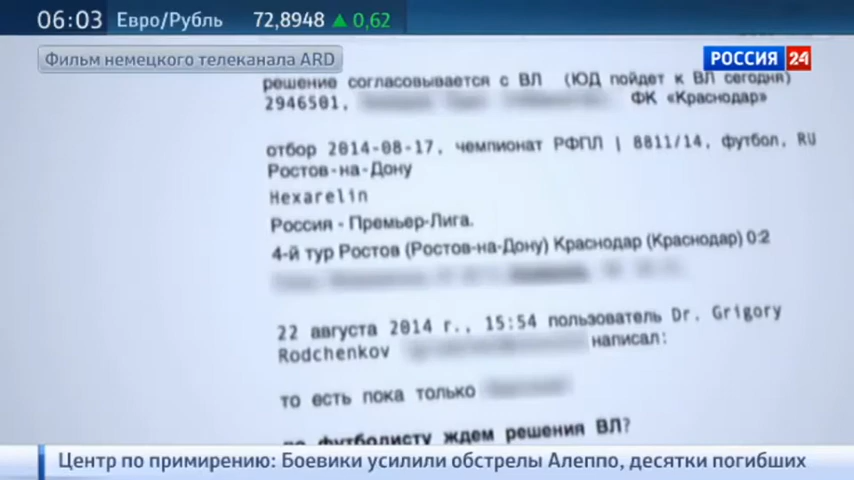 06:03 Евро/Рубль 72,8948 ▲ 0,62
Фильм немецкого телеканала ARD
РОССИЯ 24
решение согласовывается с ВЛ (ЮД пойдет к ВЛ сегодня)
2946501, ФК «Краснодар»
отбор 2014-08-17, чемпионат РФПЛ | 8811/14, футбол, RU
Ростов-на-Дону
Hexarelin
Россия - Премьер-Лига.
4-й тур Ростов (Ростов-на-Дону) Краснодар (Краснодар) 0:2
22 августа 2014 г., 15:54 пользователь Dr. Grigory
Rodchenkov написал:
то есть пока только
по футболисту ждем решения ВЛ?
Центр по примирению: Боевики усилили обстрелы Алеппо, десятки погибших